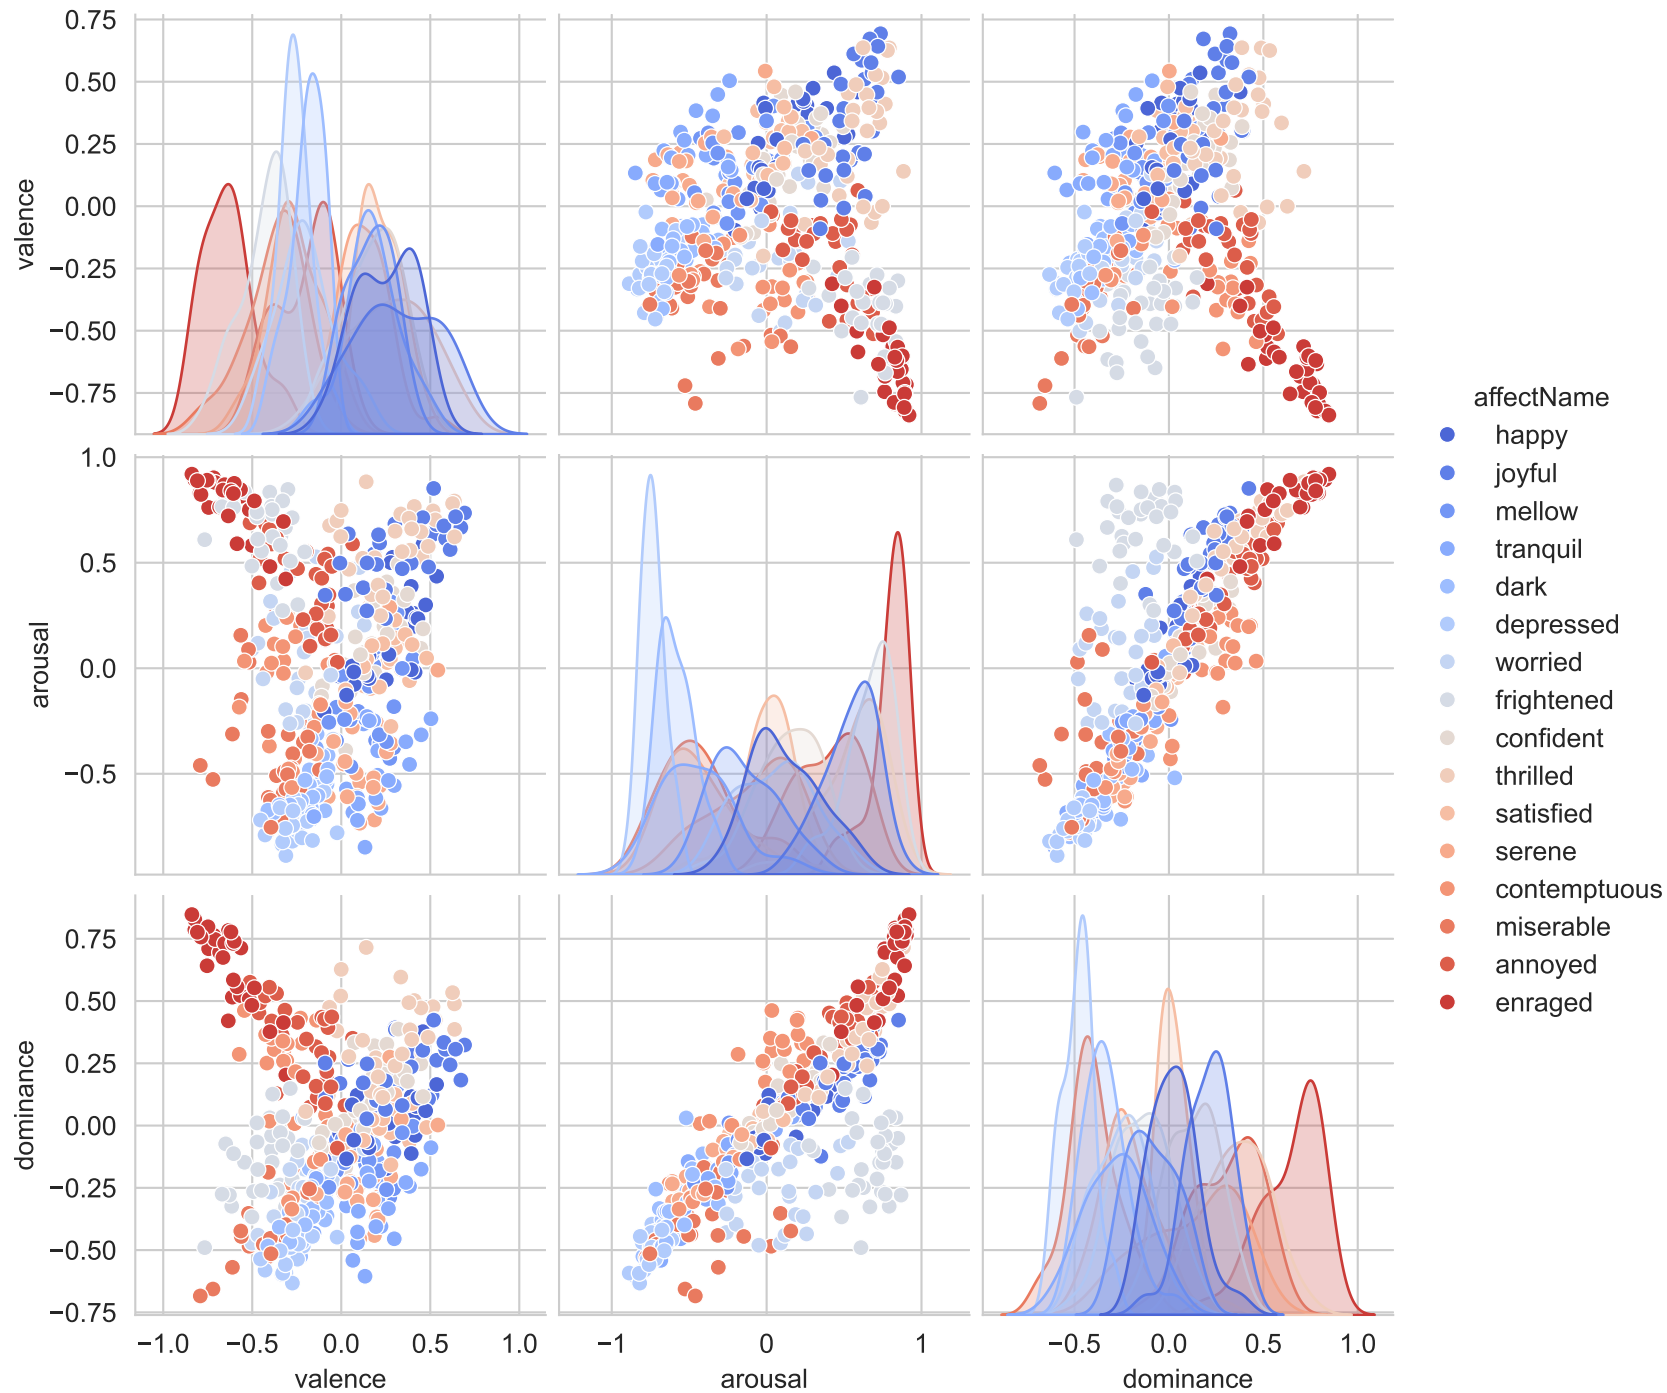 0.75
0.50
0.25
0.00
−0.25
−0.50
−0.75
valence
1.0
0.5
0.0
−0.5
arousal
0.75
0.50
0.25
0.00
−0.25
−0.50
−0.75
dominance
−1.0 −0.5 0.0 0.5 1.0
valence
−1 0 1
arousal
−0.5 0.0 0.5 1.0
dominance
affectName
happy
joyful
mellow
tranquil
dark
depressed
worried
frightened
confident
thrilled
satisfied
serene
contemptuous
miserable
annoyed
enraged